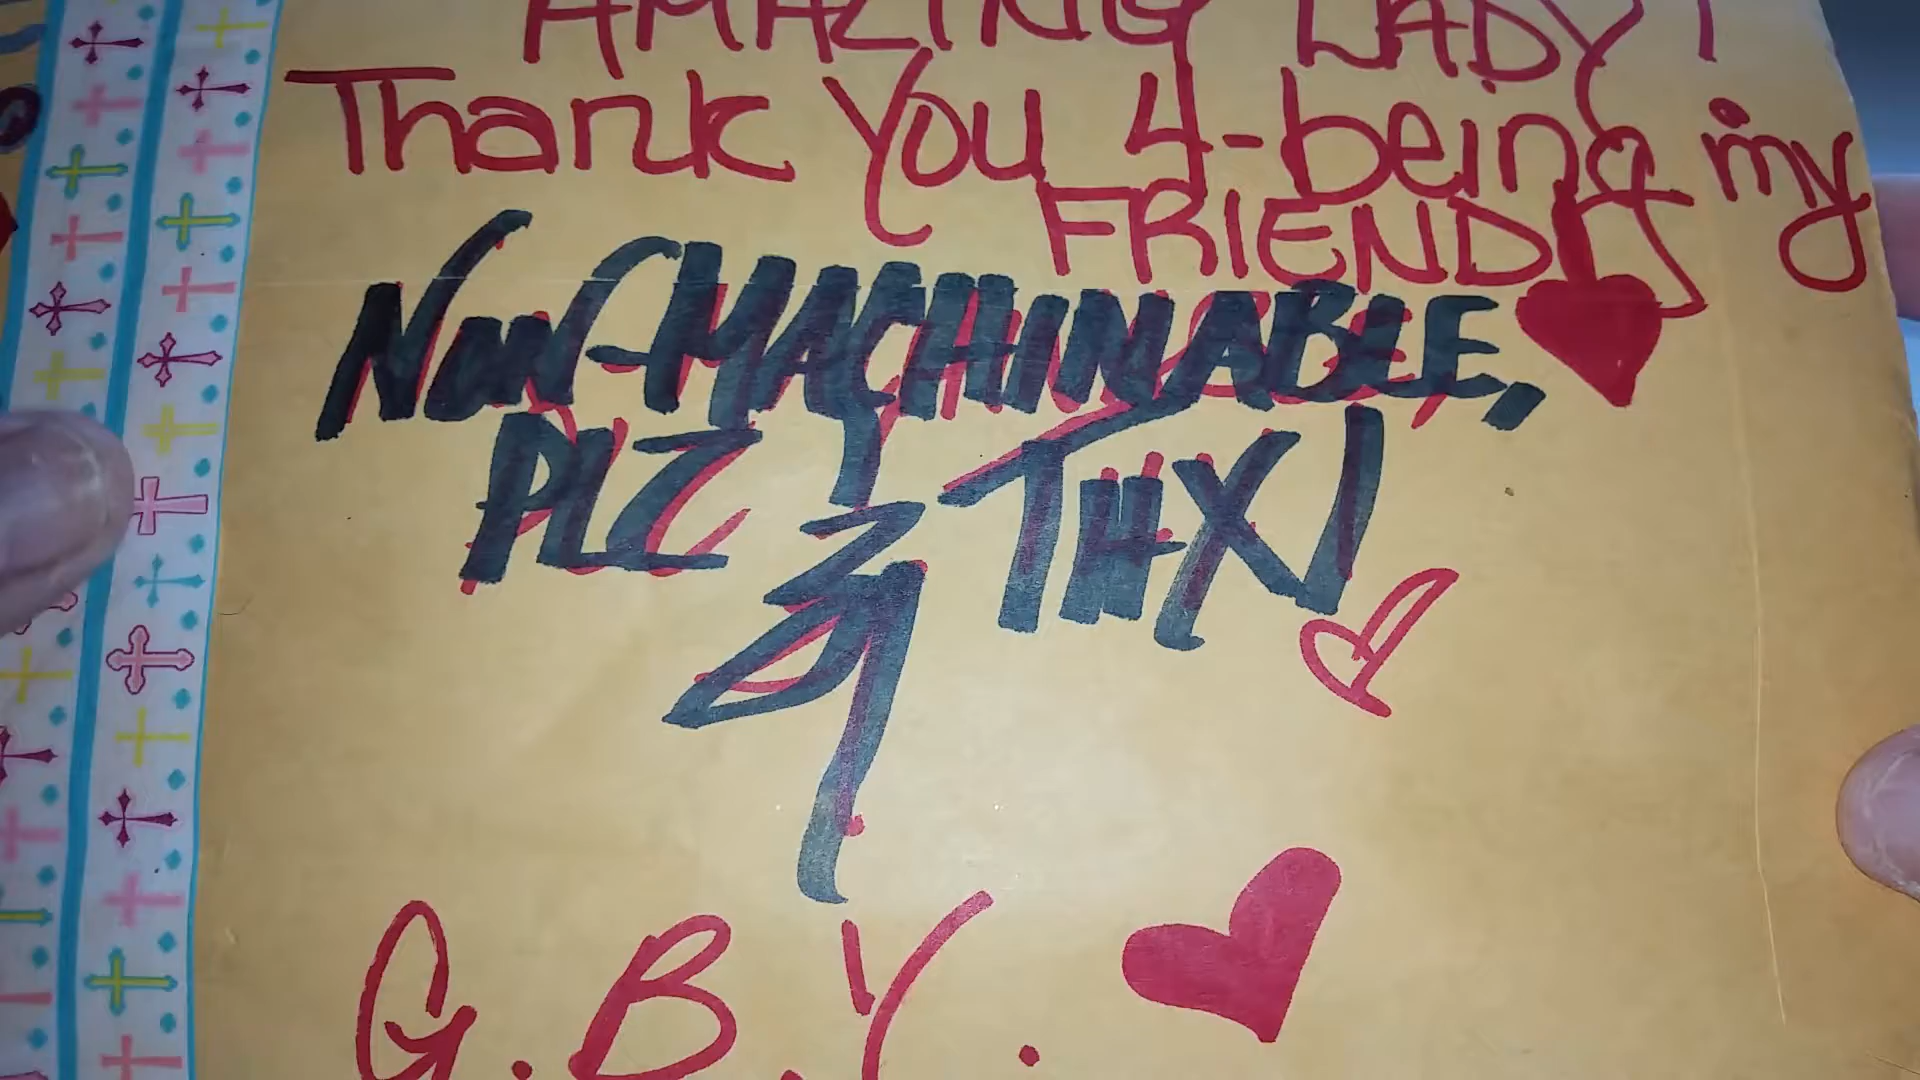 AMAZING LADY!
Thank You 4-being my
FRIEND
NON-MACHINABLE,
PLZ THX!
G.B.Y.